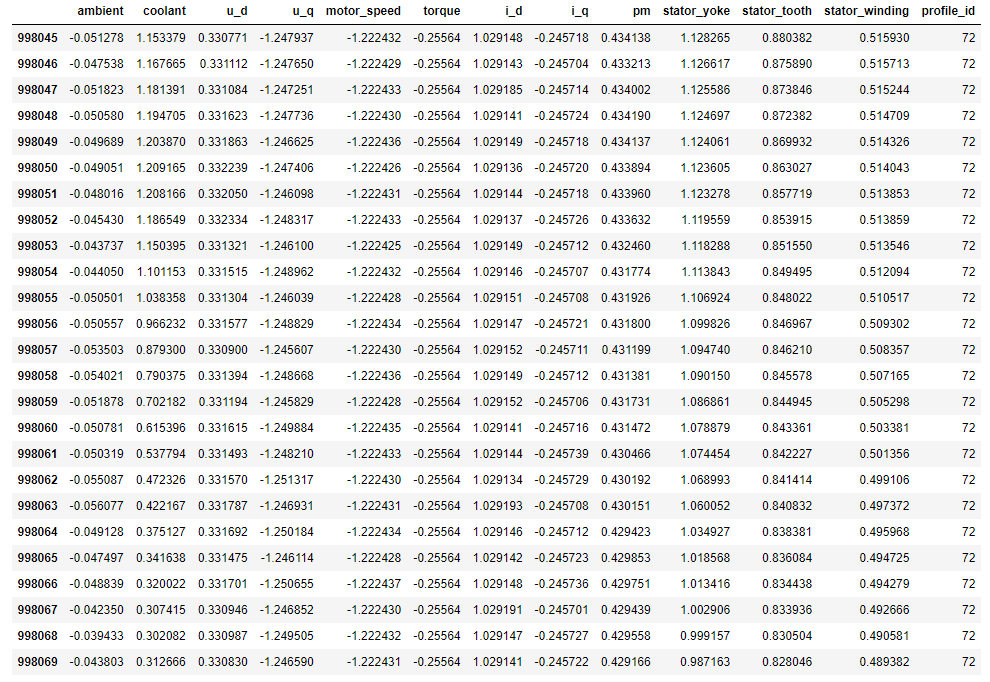 ambient coolant u_d u_q motor_speed torque i_d i_q pm stator_yoke stator_tooth stator_winding profile_id
998045 -0.051278 1.153379 0.330771 -1.247937 -1.222432 -0.25564 1.029148 -0.245718 0.434138 1.128265 0.880382 0.515930 72
998046 -0.047538 1.167665 0.331112 -1.247650 -1.222429 -0.25564 1.029143 -0.245704 0.433213 1.126617 0.875890 0.515713 72
998047 -0.051823 1.181391 0.331084 -1.247251 -1.222433 -0.25564 1.029185 -0.245714 0.434002 1.125586 0.873846 0.515244 72
998048 -0.050580 1.194705 0.331623 -1.247736 -1.222430 -0.25564 1.029141 -0.245724 0.434190 1.124697 0.872382 0.514709 72
998049 -0.049689 1.203870 0.331863 -1.246625 -1.222436 -0.25564 1.029149 -0.245718 0.434137 1.124061 0.869932 0.514326 72
998050 -0.049051 1.209165 0.332239 -1.247406 -1.222426 -0.25564 1.029136 -0.245720 0.433894 1.123605 0.863027 0.514043 72
998051 -0.048016 1.208166 0.332050 -1.246098 -1.222431 -0.25564 1.029144 -0.245718 0.433960 1.123278 0.857719 0.513853 72
998052 -0.045430 1.186549 0.332334 -1.248317 -1.222433 -0.25564 1.029137 -0.245726 0.433632 1.119559 0.853915 0.513859 72
998053 -0.043737 1.150395 0.331321 -1.246100 -1.222425 -0.25564 1.029149 -0.245712 0.432460 1.118288 0.851550 0.513546 72
998054 -0.044050 1.101153 0.331515 -1.248962 -1.222432 -0.25564 1.029146 -0.245707 0.431774 1.113843 0.849495 0.512094 72
998055 -0.050501 1.038358 0.331304 -1.246039 -1.222428 -0.25564 1.029151 -0.245708 0.431926 1.106924 0.848022 0.510517 72
998056 -0.050557 0.966232 0.331577 -1.248829 -1.222434 -0.25564 1.029147 -0.245721 0.431800 1.099826 0.846967 0.509302 72
998057 -0.053503 0.879300 0.330900 -1.245607 -1.222430 -0.25564 1.029152 -0.245711 0.431199 1.094740 0.846210 0.508357 72
998058 -0.054021 0.790375 0.331394 -1.248668 -1.222436 -0.25564 1.029149 -0.245712 0.431381 1.090150 0.845578 0.507165 72
998059 -0.051878 0.702182 0.331194 -1.245829 -1.222428 -0.25564 1.029152 -0.245706 0.431731 1.086861 0.844945 0.505298 72
998060 -0.050781 0.615396 0.331615 -1.249884 -1.222435 -0.25564 1.029141 -0.245716 0.431472 1.078879 0.843361 0.503381 72
998061 -0.050319 0.537794 0.331493 -1.248210 -1.222433 -0.25564 1.029144 -0.245739 0.430466 1.074454 0.842227 0.501356 72
998062 -0.055087 0.472326 0.331570 -1.251317 -1.222430 -0.25564 1.029134 -0.245729 0.430192 1.068993 0.841414 0.499106 72
998063 -0.056077 0.422167 0.331787 -1.246931 -1.222431 -0.25564 1.029193 -0.245708 0.430151 1.060052 0.840832 0.497372 72
998064 -0.049128 0.375127 0.331692 -1.250184 -1.222434 -0.25564 1.029146 -0.245712 0.429423 1.034927 0.838381 0.495968 72
998065 -0.047497 0.341638 0.331475 -1.246114 -1.222428 -0.25564 1.029142 -0.245723 0.429853 1.018568 0.836084 0.494725 72
998066 -0.048839 0.320022 0.331701 -1.250655 -1.222437 -0.25564 1.029148 -0.245736 0.429751 1.013416 0.834438 0.494279 72
998067 -0.042350 0.307415 0.330946 -1.246852 -1.222430 -0.25564 1.029191 -0.245701 0.429439 1.002906 0.833936 0.492666 72
998068 -0.039433 0.302082 0.330987 -1.249505 -1.222432 -0.25564 1.029147 -0.245727 0.429558 0.999157 0.830504 0.490581 72
998069 -0.043803 0.312666 0.330830 -1.246590 -1.222431 -0.25564 1.029141 -0.245722 0.429166 0.987163 0.828046 0.489382 72